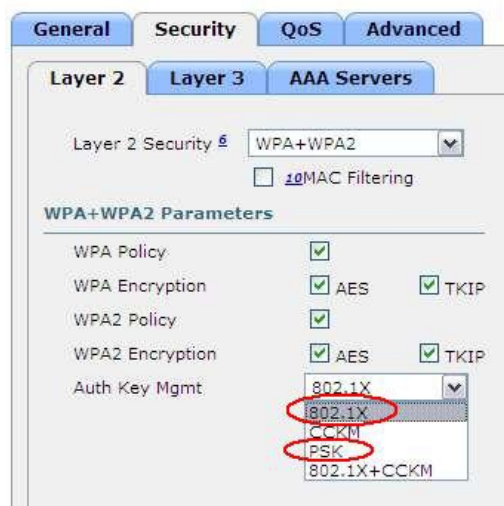 General Security QoS Advanced
Layer 2 Layer 3 AAA Servers
Layer 2 Security 6 WPA+WPA2
10MAC Filtering
WPA+WPA2 Parameters
WPA Policy
WPA Encryption AES TKIP
WPA2 Policy
WPA2 Encryption AES TKIP
Auth Key Mgmt 802.1X
802.1X
CCKM
PSK
802.1X+CCKM